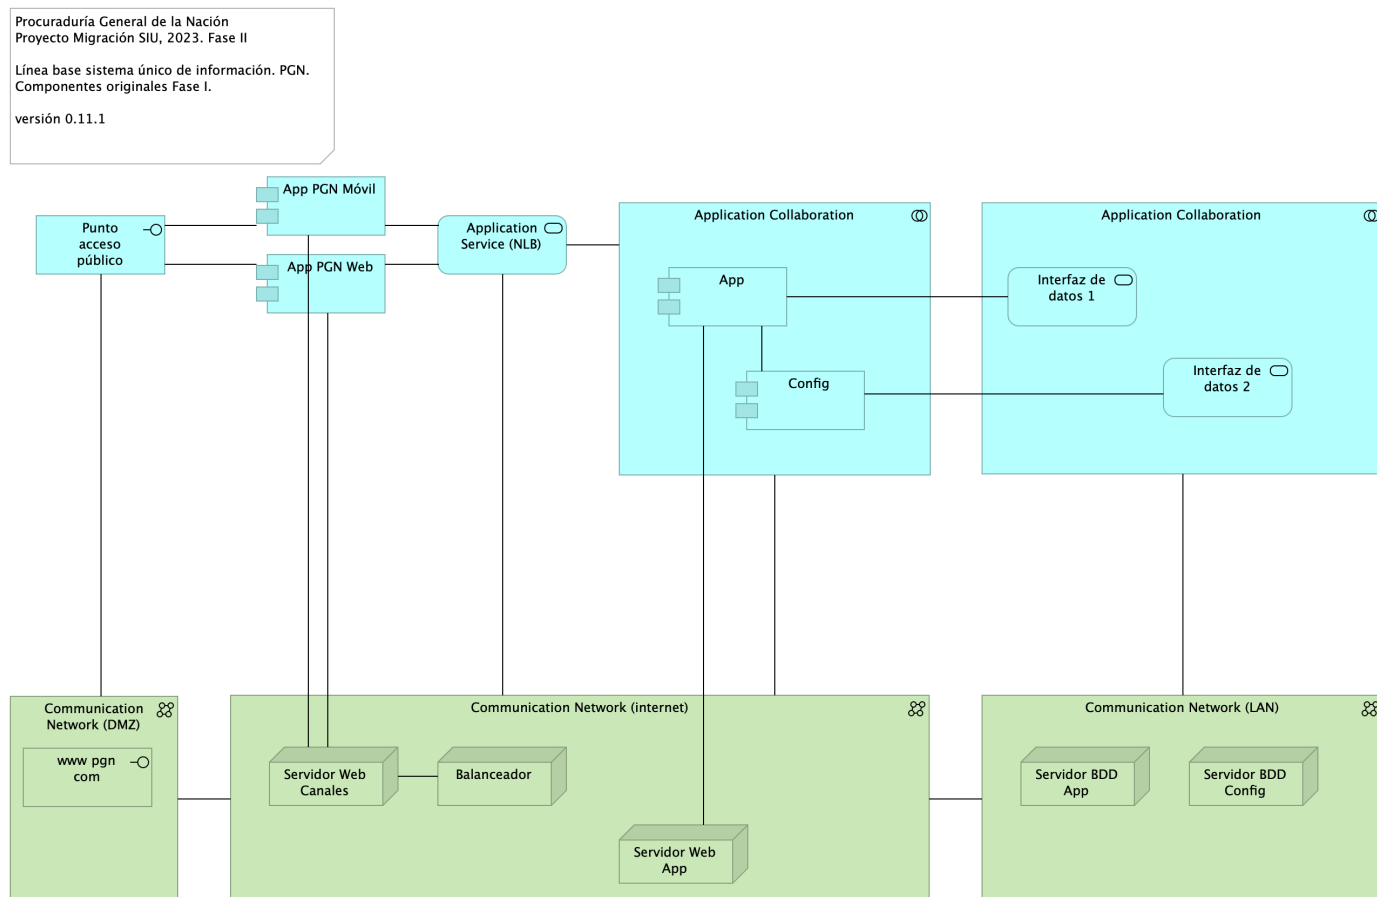 Procuraduría General de la Nación
Proyecto Migración SIU, 2023. Fase II
Línea base sistema único de información. PGN.
Componentes originales Fase I.
versión 0.11.1
Punto
acceso
público
App PGN Móvil
App PGN Web
Application
Service (NLB)
Application Collaboration
App
Config
Application Collaboration
Interfaz de
datos 1
Interfaz de
datos 2
Communication
Network (DMZ)
www pgn
com
Communication Network (internet)
Servidor Web
Canales
Balanceador
Servidor Web
App
Communication Network (LAN)
Servidor BDD
App
Servidor BDD
Config